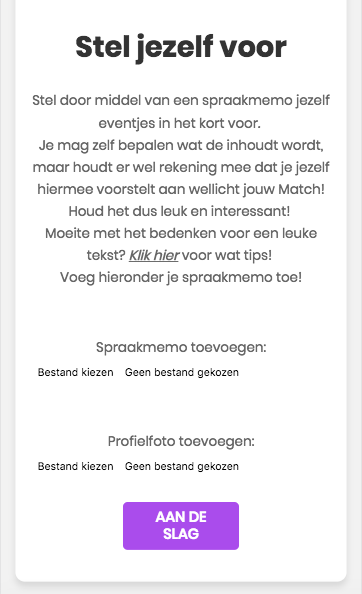 Stel jezelf voor
Stel door middel van een spraakmemo jezelf
eventjes in het kort voor.
Je mag zelf bepalen wat de inhoudt wordt,
maar houdt er wel rekening mee dat je jezelf
hiermee voorstelt aan wellicht jouw Match!
Houd het dus leuk en interessant!
Moeite met het bedenken voor een leuke
tekst? Klik hier voor wat tips!
Voeg hieronder je spraakmemo toe!
Spraakmemo toevoegen:
Bestand kiezen Geen bestand gekozen
Profielfoto toevoegen:
Bestand kiezen Geen bestand gekozen
AAN DE
SLAG